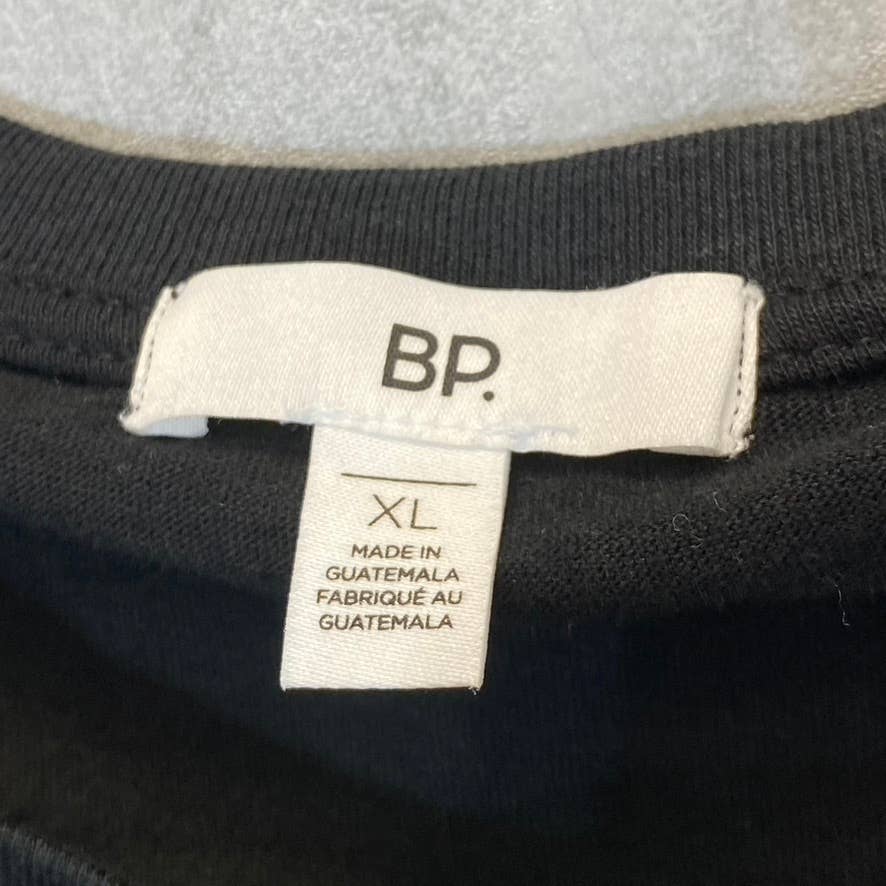 BP.
XL
MADE IN
GUATEMALA
FABRIQUÉ AU
GUATEMALA